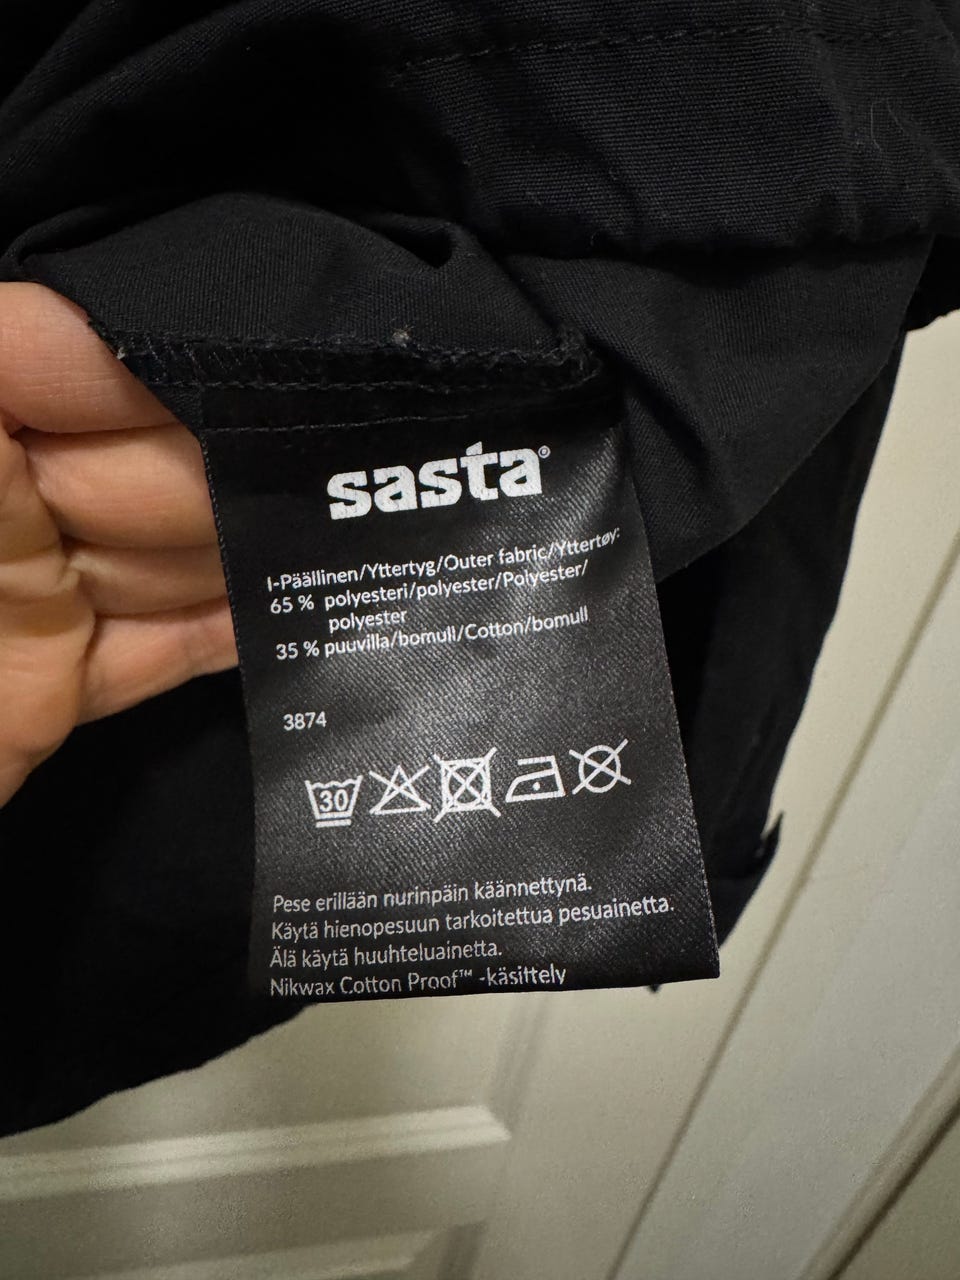 sasta®
I-Päällinen/Yttertyg/Outer fabric/Yttertøy:
65 % polyesteri/polyester/Polyester/
polyester
35 % puuvilla/bomull/Cotton/bomull
3874
30
Pese erillään nurinpäin käännettynä.
Käytä hienopesuun tarkoitettua pesuainetta.
Älä käytä huuhteluainetta.
Nikwax Cotton Proof™ -käsittely